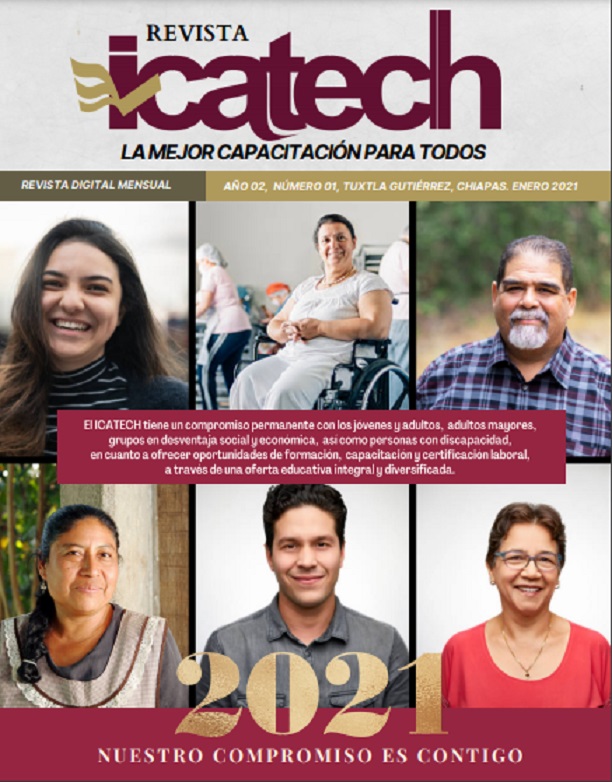 REVISTA
icatech
LA MEJOR CAPACITACIÓN PARA TODOS
REVISTA DIGITAL MENSUAL
AÑO 02, NÚMERO 01, TUXTLA GUTIÉRREZ, CHIAPAS. ENERO 2021
El ICATECH tiene un compromiso permanente con los jóvenes y adultos, adultos mayores,
grupos en desventaja social y económica, así como personas con discapacidad,
en cuanto a ofrecer oportunidades de formación, capacitación y certificación laboral,
a través de una oferta educativa integral y diversificada.
2021
NUESTRO COMPROMISO ES CONTIGO